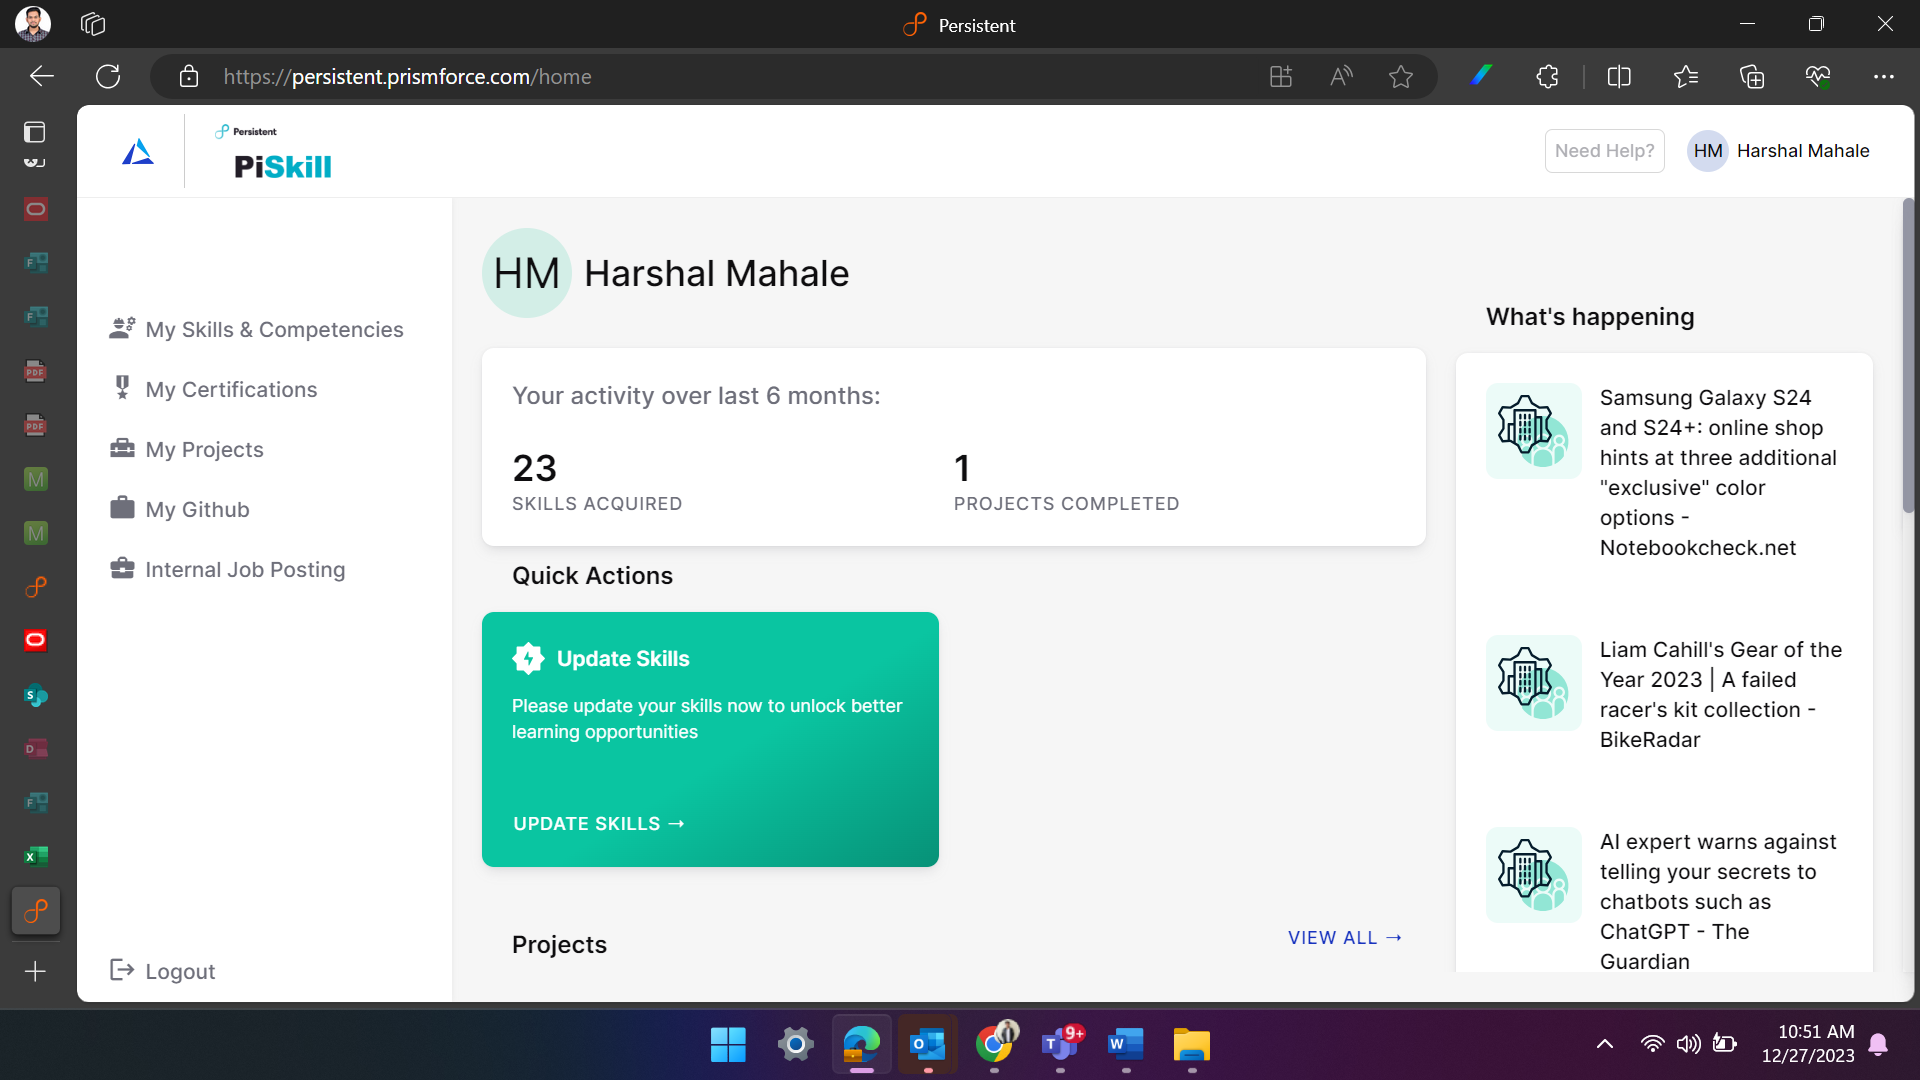 Persistent
https://persistent.prismforce.com/home
Persistent
PiSkill
Need Help?
HM
Harshal Mahale
My Skills & Competencies
My Certifications
My Projects
My Github
Internal Job Posting
Logout
HM
Harshal Mahale
Your activity over last 6 months:
23
SKILLS ACQUIRED
1
PROJECTS COMPLETED
Quick Actions
Update Skills
Please update your skills now to unlock better
learning opportunities
UPDATE SKILLS →
Projects
VIEW ALL →
What's happening
Samsung Galaxy S24
and S24+: online shop
hints at three additional
"exclusive" color
options -
Notebookcheck.net
Liam Cahill's Gear of the
Year 2023 | A failed
racer's kit collection -
BikeRadar
AI expert warns against
telling your secrets to
chatbots such as
ChatGPT - The
Guardian
9+
10:51 AM
12/27/2023